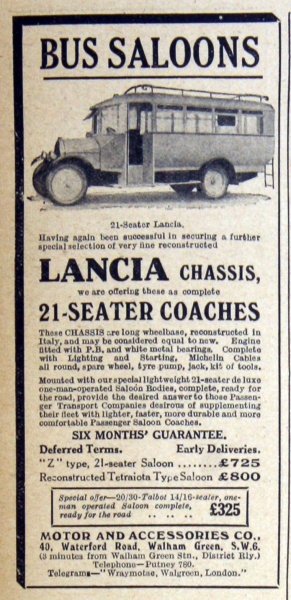 BUS SALOONS
21-Seater Lancia,
Having again been successful in securing a further
special selection of very fine reconstructed
LANCIA CHASSIS,
we are offering these as complete
21-SEATER COACHES
These CHASSIS are long wheelbase, reconstructed in
Italy, and may be considered equal to new. Engine
fitted with P.B. and white metal bearings. Complete
with Lighting and Starting, Michelin Cables
all round, spare wheel, tyre pump, jack, kit of tools.
Mounted with our special lightweight 21-seater de luxe
one-man-operated Saloon Bodies, complete, ready for
the road, provide the desired answer to those Passen-
ger Transport Companies desirous of supplementing
their fleet with lighter, faster, more durable and more
comfortable Passenger Saloon Coaches.
SIX MONTHS' GUARANTEE.
Deferred Terms. Early Deliveries.
"Z" type, 21-seater Saloon ........£725
Reconstructed Tetraiota Type Saloon £800
Special offer—20/30-Talbot 14/16-seater, one-
man operated Saloon complete,
ready for the road .. .. .. £325
MOTOR AND ACCESSORIES CO.,
40, Waterford Road, Walham Green, S.W.6.
(3 minutes from Walham Green Stn., District Rly.)
Telephone—Putney 780.
Telegrams—"Wraymotse, Walgreen, London."